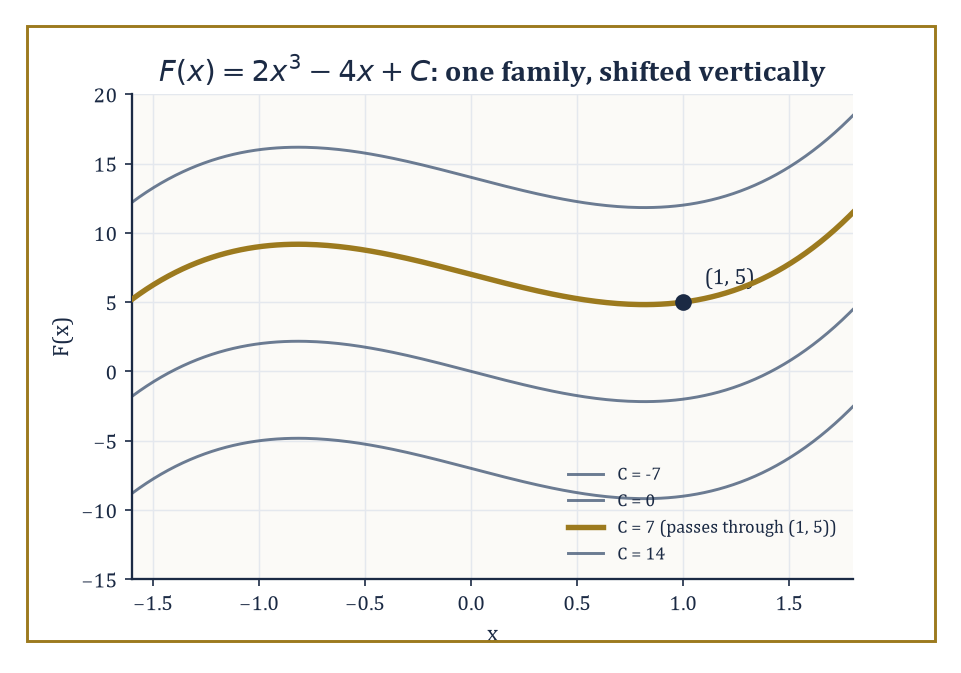 F(x) = 2x³ − 4x + C: one family, shifted vertically
20
15
10
5
0
−5
−10
−15
F(x)
(1, 5)
C = -7
C = 0
C = 7 (passes through (1, 5))
C = 14
−1.5 −1.0 −0.5 0.0 0.5 1.0 1.5
x